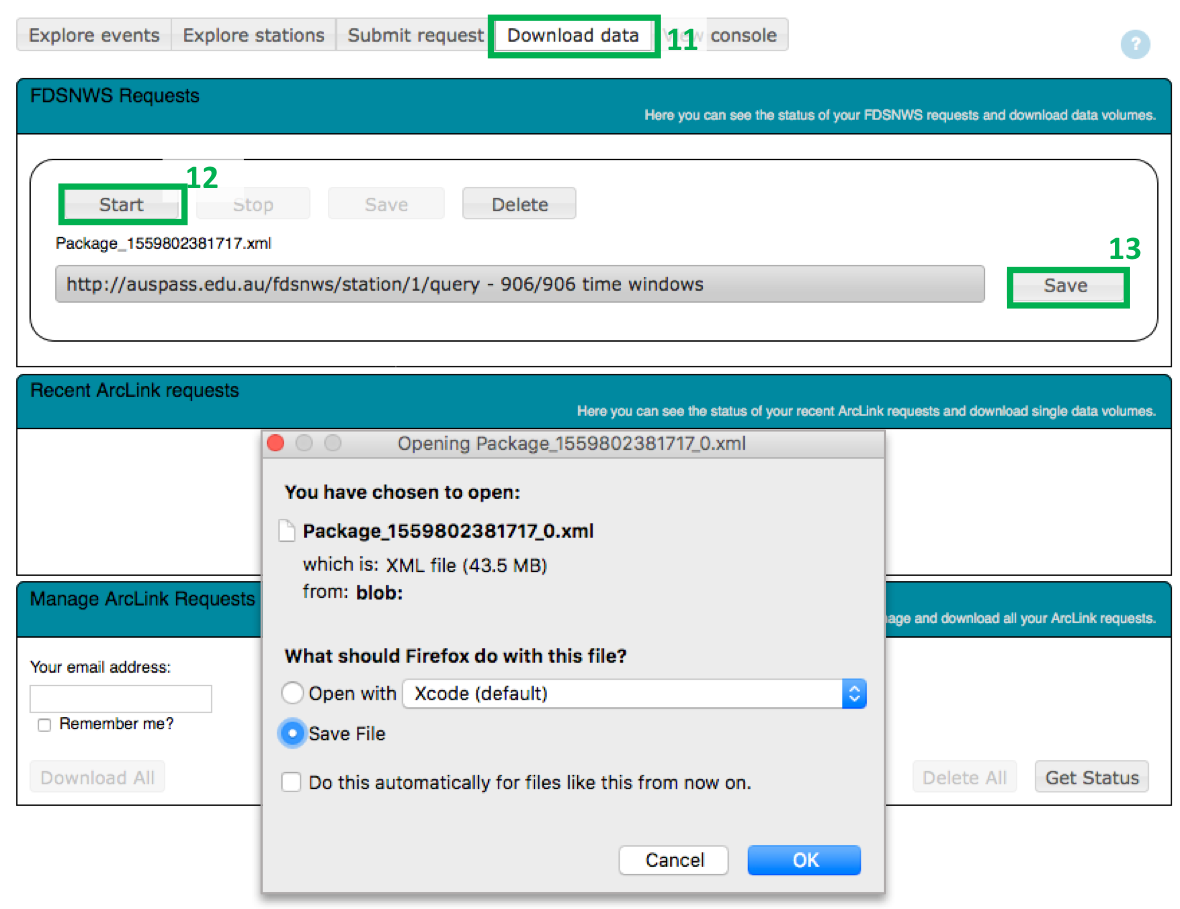 Explore events Explore stations Submit request Download data 11 console
?
FDSNWS Requests
Here you can see the status of your FDSNWS requests and download data volumes.
12
Start Stop Save Delete
Package_1559802381717.xml
13
http://auspass.edu.au/fdsnws/station/1/query - 906/906 time windows Save
Recent ArcLink requests
Here you can see the status of your recent ArcLink requests and download single data volumes.
Opening Package_1559802381717_0.xml
You have chosen to open:
Package_1559802381717_0.xml
which is: XML file (43.5 MB)
from: blob:
Manage ArcLink Requests
and download all your ArcLink requests.
What should Firefox do with this file?
Your email address:
Open with Xcode (default)
Remember me?
Save File
Download All
Do this automatically for files like this from now on.
Delete All Get Status
Cancel OK